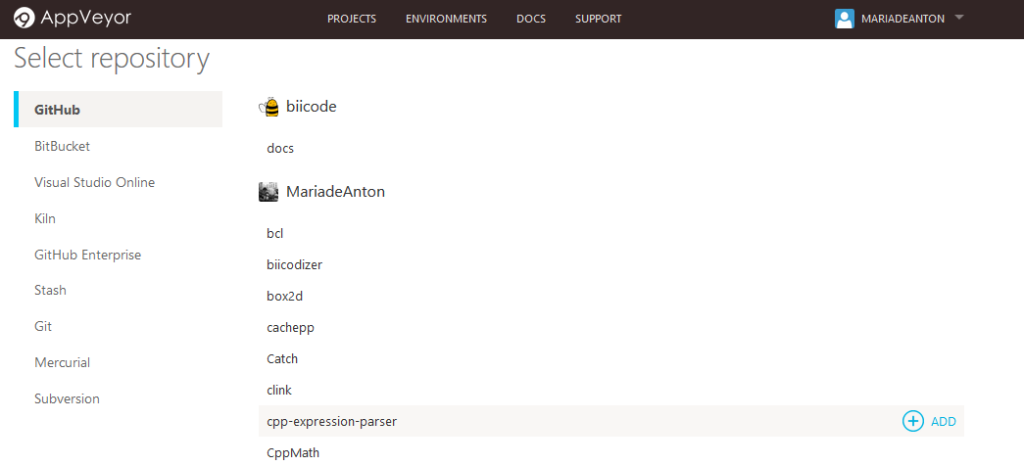 AppVeyor PROJECTS ENVIRONMENTS DOCS SUPPORT MARIADEANTON
Select repository
GitHub
BitBucket
Visual Studio Online
Kiln
GitHub Enterprise
Stash
Git
Mercurial
Subversion
biicode
docs
MariadeAnton
bcl
biicodizer
box2d
cachepp
Catch
clink
cpp-expression-parser ADD
CppMath